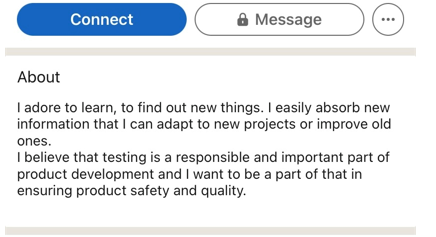 Connect
Message
About
I adore to learn, to find out new things. I easily absorb new
information that I can adapt to new projects or improve old
ones.
I believe that testing is a responsible and important part of
product development and I want to be a part of that in
ensuring product safety and quality.